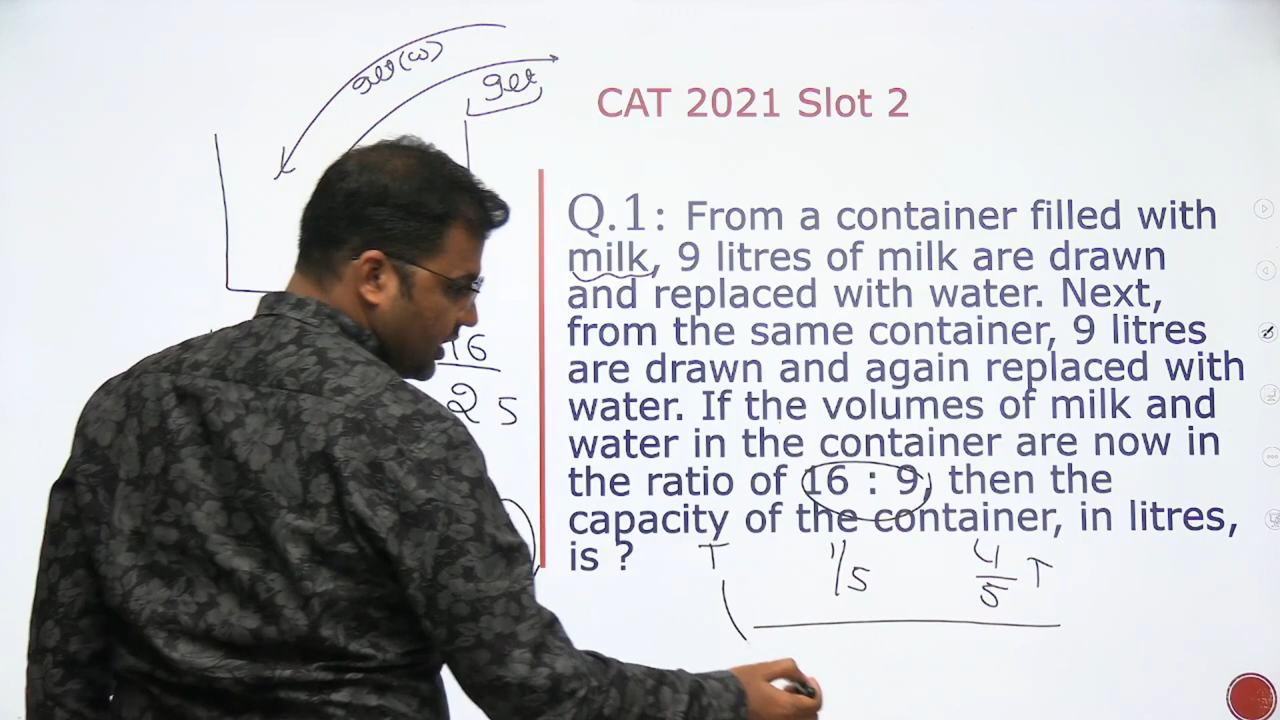 9lit(w)
9lit
CAT 2021 Slot 2
Q.1: From a container filled with
milk, 9 litres of milk are drawn
and replaced with water. Next,
from the same container, 9 litres
are drawn and again replaced with
water. If the volumes of milk and
water in the container are now in
the ratio of 16 : 9, then the
capacity of the container, in litres,
is ?
16
25
T 1/5 4/5 T